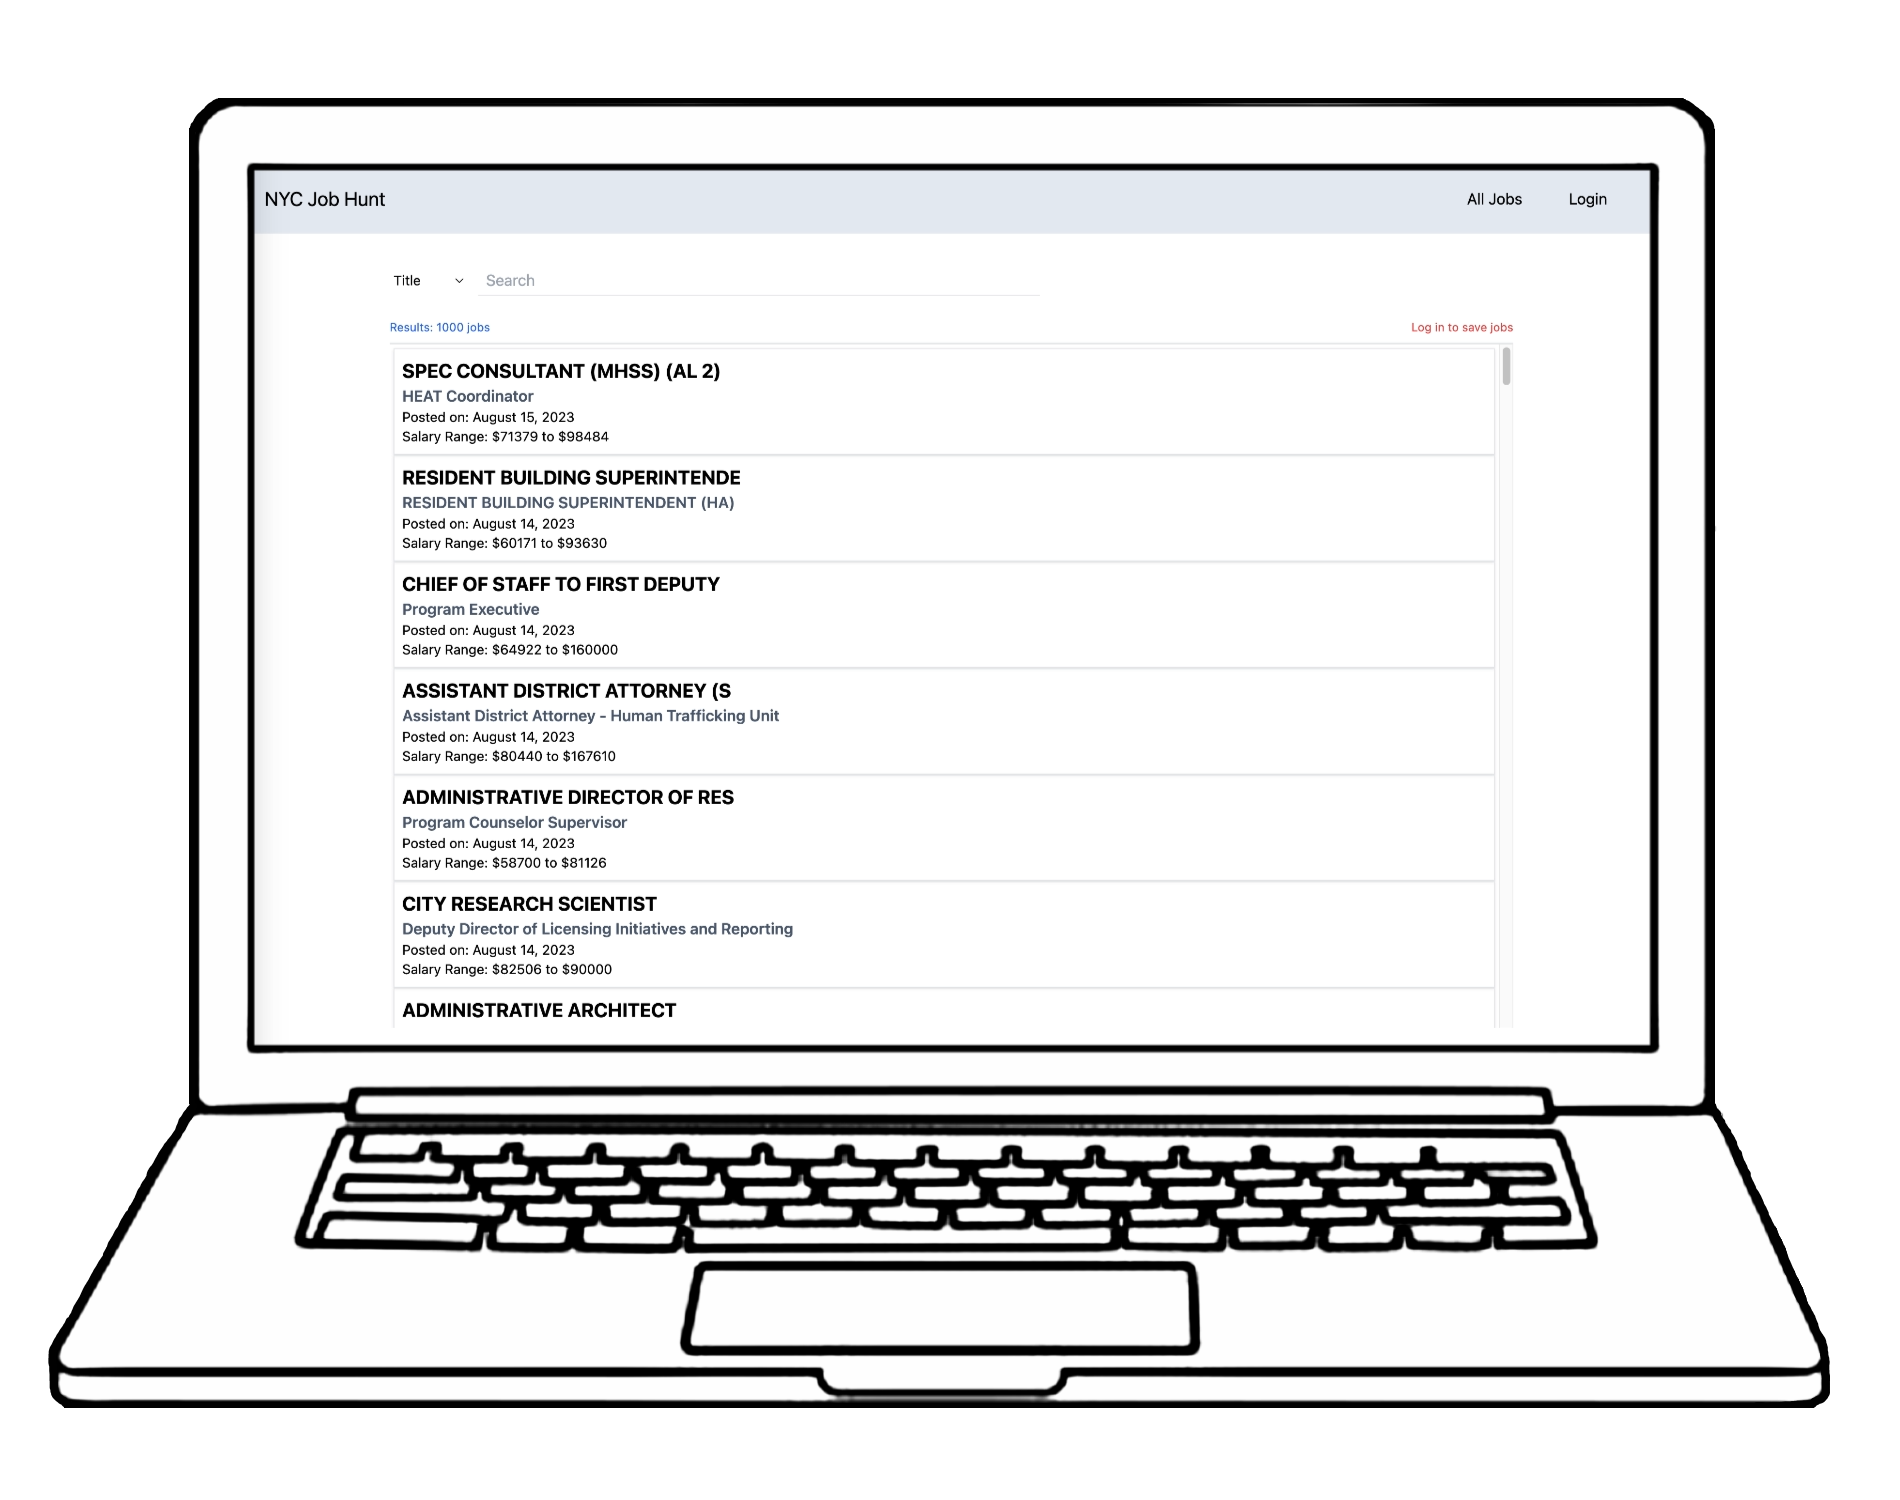 NYC Job Hunt
All Jobs
Login
Title
Search
Results: 1000 jobs
Log in to save jobs
SPEC CONSULTANT (MHSS) (AL 2)
HEAT Coordinator
Posted on: August 15, 2023
Salary Range: $71379 to $98484
RESIDENT BUILDING SUPERINTENDE
RESIDENT BUILDING SUPERINTENDENT (HA)
Posted on: August 14, 2023
Salary Range: $60171 to $93630
CHIEF OF STAFF TO FIRST DEPUTY
Program Executive
Posted on: August 14, 2023
Salary Range: $64922 to $160000
ASSISTANT DISTRICT ATTORNEY (S
Assistant District Attorney - Human Trafficking Unit
Posted on: August 14, 2023
Salary Range: $80440 to $167610
ADMINISTRATIVE DIRECTOR OF RES
Program Counselor Supervisor
Posted on: August 14, 2023
Salary Range: $58700 to $81126
CITY RESEARCH SCIENTIST
Deputy Director of Licensing Initiatives and Reporting
Posted on: August 14, 2023
Salary Range: $82506 to $90000
ADMINISTRATIVE ARCHITECT